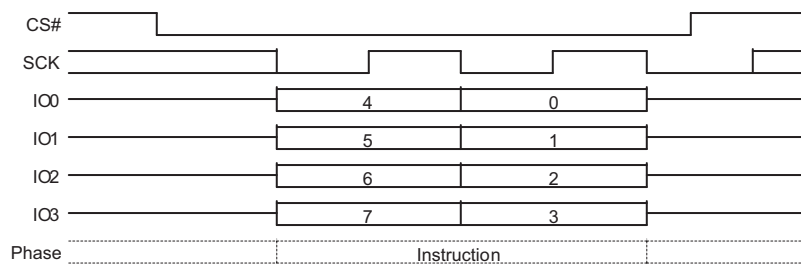 CS#
SCK
IO0 4 0
IO1 5 1
IO2 6 2
IO3 7 3
Phase Instruction